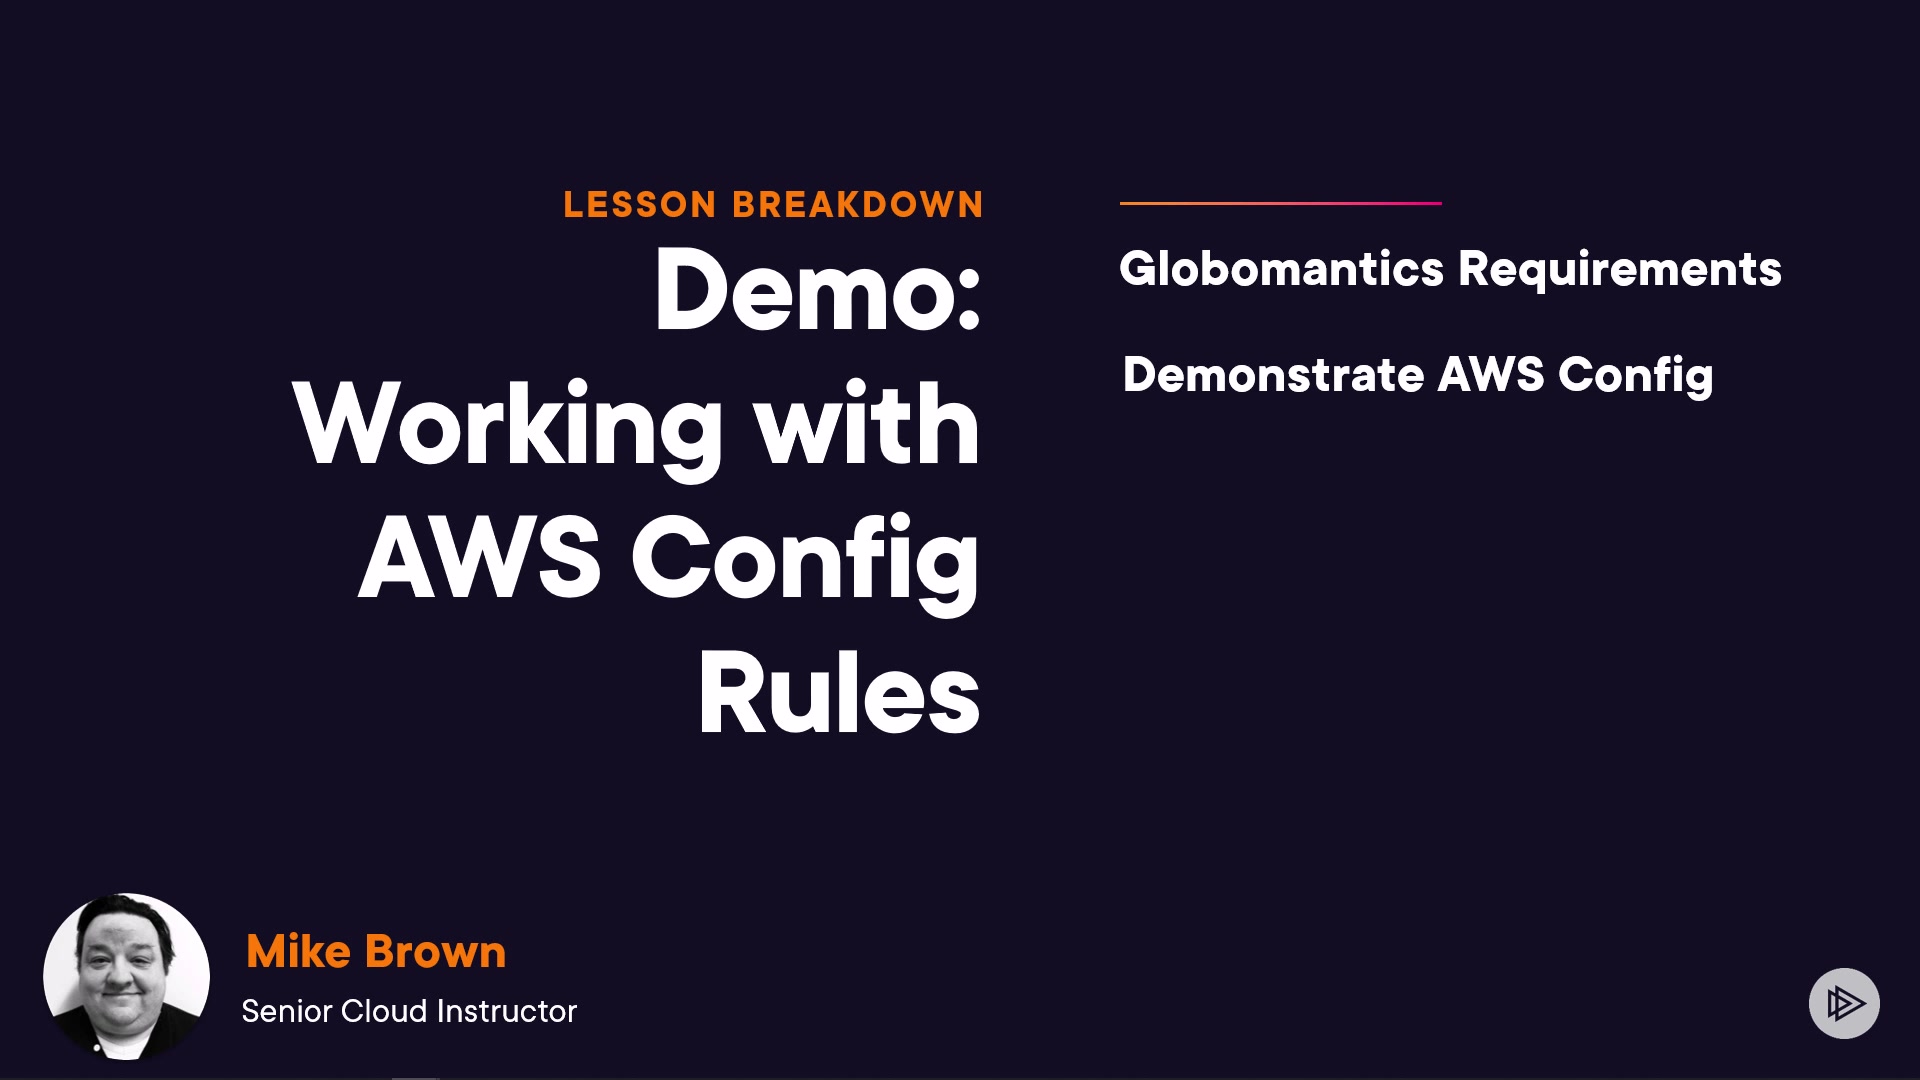 LESSON BREAKDOWN
Demo:
Working with
AWS Config
Rules
Globomantics Requirements
Demonstrate AWS Config
Mike Brown
Senior Cloud Instructor